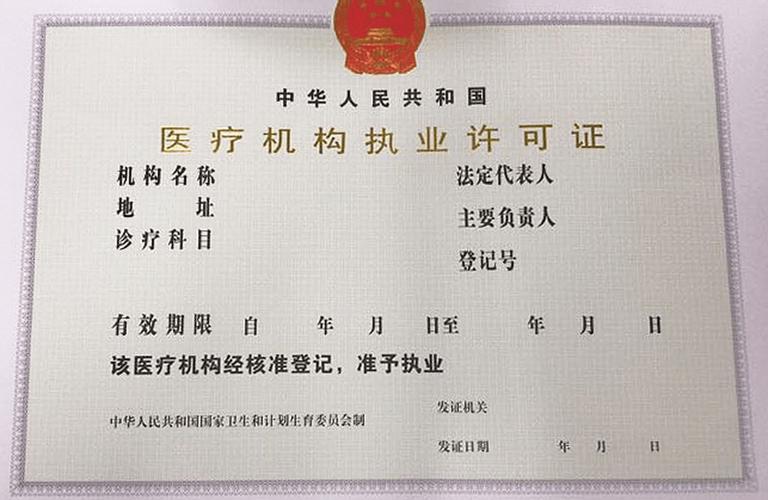 中华人民共和国
医疗机构执业许可证
机构名称 法定代表人
地 址 主要负责人
诊疗科目 登记号
有效期限 自 年 月 日至 年 月 日
该医疗机构经核准登记，准予执业
中华人民共和国国家卫生和计划生育委员会制 发证机关
发证日期 年 月 日